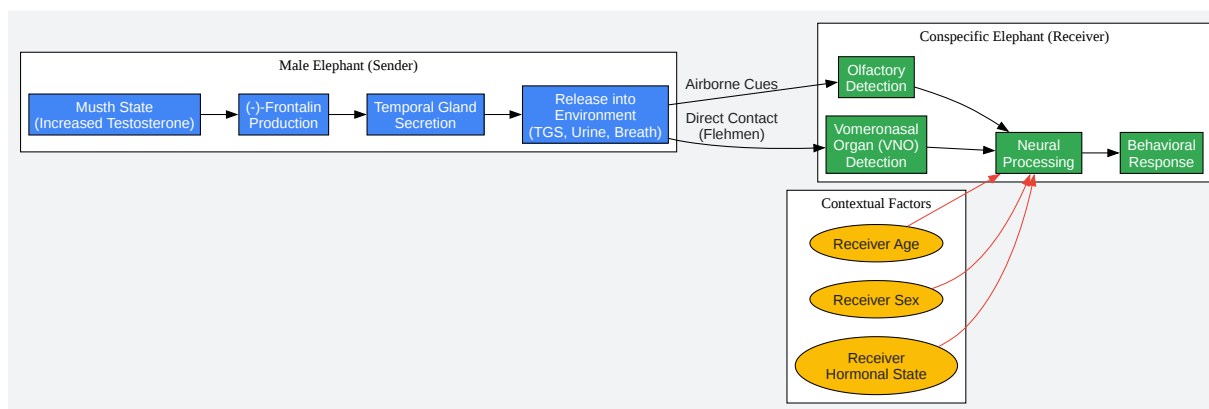 Male Elephant (Sender)
Musth State
(Increased Testosterone)
(-)-Frontalin
Production
Temporal Gland
Secretion
Release into
Environment
(TGS, Urine, Breath)
Airborne Cues
Direct Contact
(Flehmen)
Conspecific Elephant (Receiver)
Olfactory
Detection
Vomeronasal
Organ (VNO)
Detection
Neural
Processing
Behavioral
Response
Contextual Factors
Receiver Age
Receiver Sex
Receiver
Hormonal State